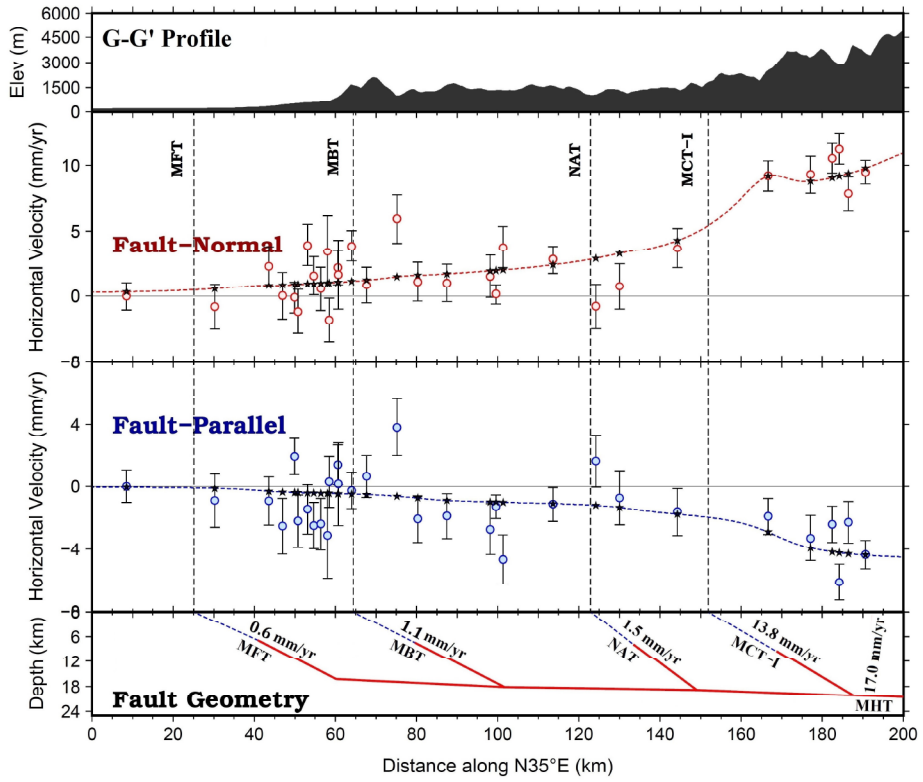 6000
4500
3000
1500
0
Elev (m)
G-G' Profile
10
5
0
-5
Horizontal Velocity (mm/yr)
MFT
MBT
NAT
MCT-I
Fault-Normal
4
0
-4
-8
Horizontal Velocity (mm/yr)
Fault-Parallel
0
6
12
18
24
Depth (km)
0.6 mm/yr
MFT
1.1 mm/yr
MBT
1.5 mm/yr
NAT
13.8 mm/yr
MCT-I
17.0 mm/yr
MHT
Fault Geometry
0 20 40 60 80 100 120 140 160 180 200
Distance along N35°E (km)